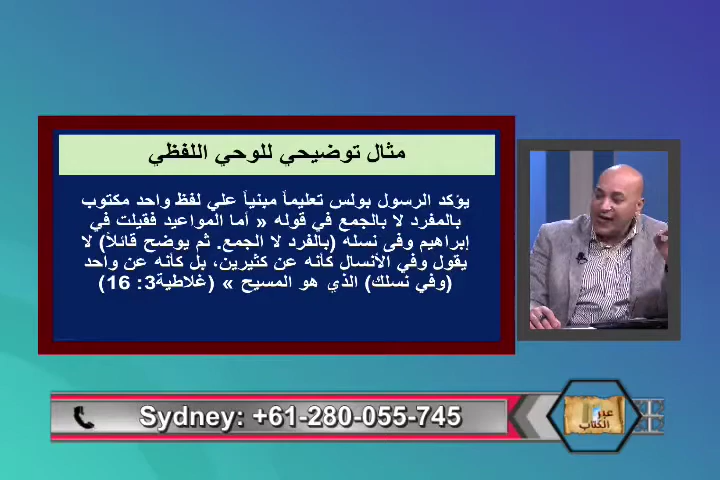 مثال توضيحي للوحي اللفظي
يؤكد الرسول بولس تعليماً مبنياً علي لفظ واحد مكتوب
بالمفرد لا بالجمع في قوله « أما المواعيد فقيلت في
إبراهيم وفى نسله (بالفرد لا الجمع. ثم يوضح قائلاً) لا
يقول وفي الأنسال كأنه عن كثيرين، بل كأنه عن واحد
(وفي نسلك) الذي هو المسيح » (غلاطية3: 16)
Sydney: +61-280-055-745
عبر
الكتاب